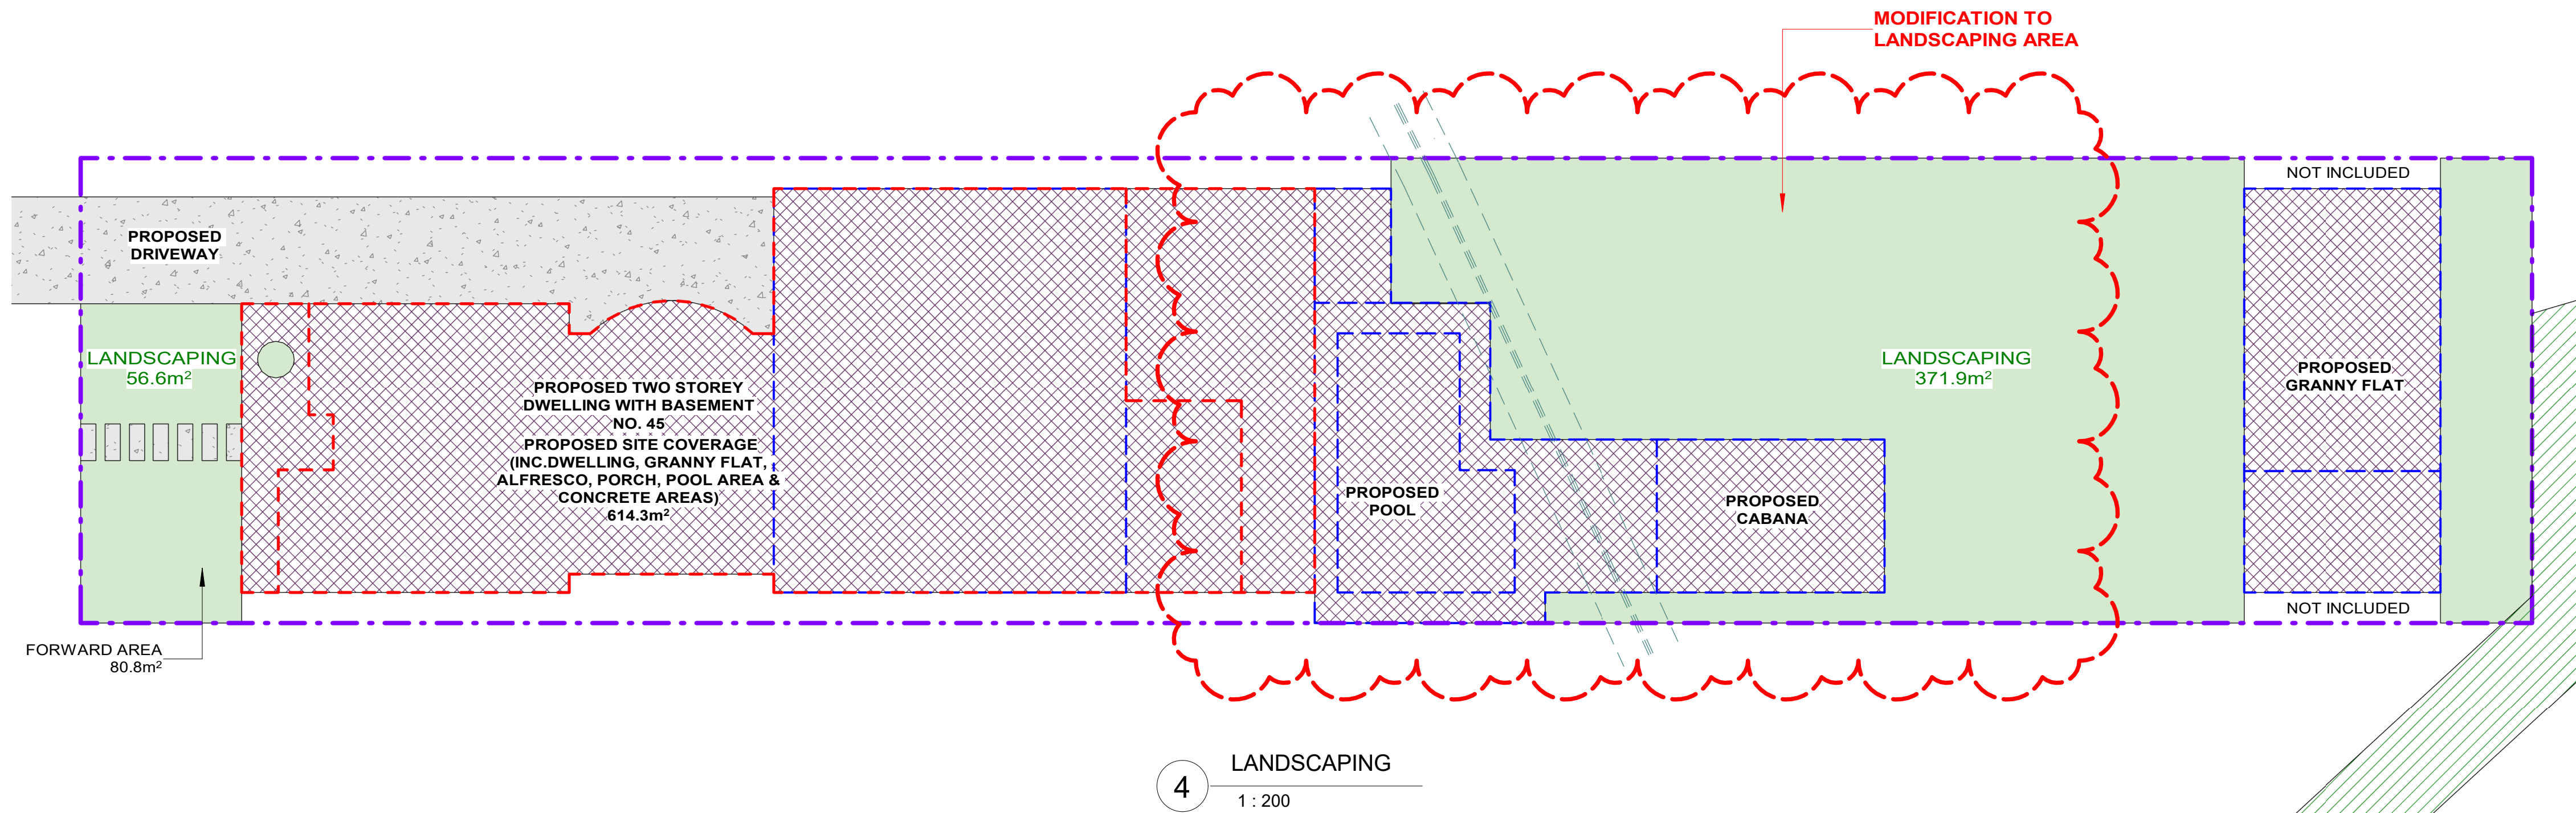 MODIFICATION TO
LANDSCAPING AREA
NOT INCLUDED
PROPOSED
DRIVEWAY
LANDSCAPING
56.6m²
PROPOSED TWO STOREY
DWELLING WITH BASEMENT
NO. 45
PROPOSED SITE COVERAGE
(INC.DWELLING, GRANNY FLAT,
ALFRESCO, PORCH, POOL AREA &
CONCRETE AREAS)
614.3m²
PROPOSED
POOL
PROPOSED
CABANA
LANDSCAPING
371.9m²
PROPOSED
GRANNY FLAT
NOT INCLUDED
FORWARD AREA
80.8m²
4
LANDSCAPING
1 : 200